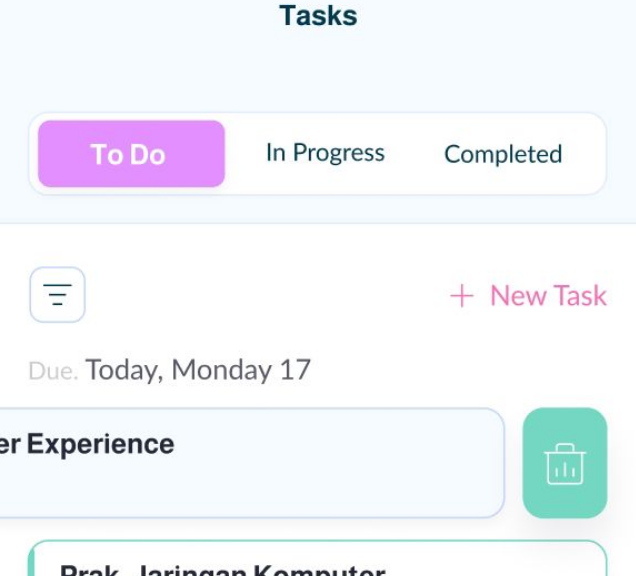 Tasks
To Do
In Progress
Completed
+ New Task
Due. Today, Monday 17
er Experience
Prak. Jaringan Komputer